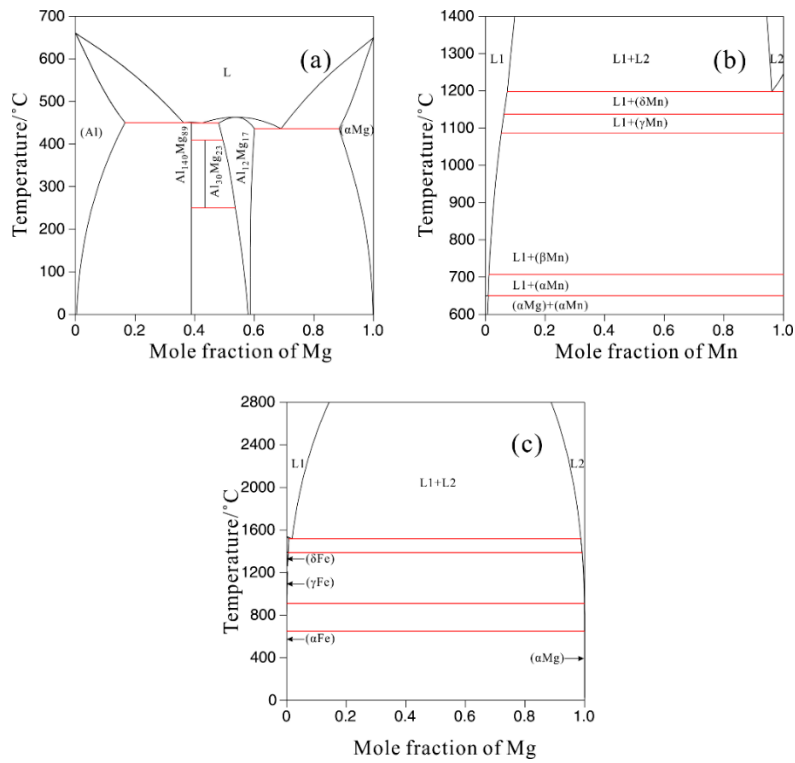 700
600
500
400
300
200
100
0
Temperature/°C
(a)
L
(Al)
Al140Mg89
Al30Mg23
Al12Mg17
(αMg)
0 0.2 0.4 0.6 0.8 1.0
Mole fraction of Mg
1400
1300
1200
1100
1000
900
800
700
600
Temperature/°C
(b)
L1
L1+L2
L2
L1+(δMn)
L1+(γMn)
L1+(βMn)
L1+(αMn)
(αMg)+(αMn)
0 0.2 0.4 0.6 0.8 1.0
Mole fraction of Mn
2800
2400
2000
1600
1200
800
400
0
Temperature/°C
(c)
L1
L1+L2
L2
(δFe)
(γFe)
(αFe)
(αMg)
0 0.2 0.4 0.6 0.8 1.0
Mole fraction of Mg